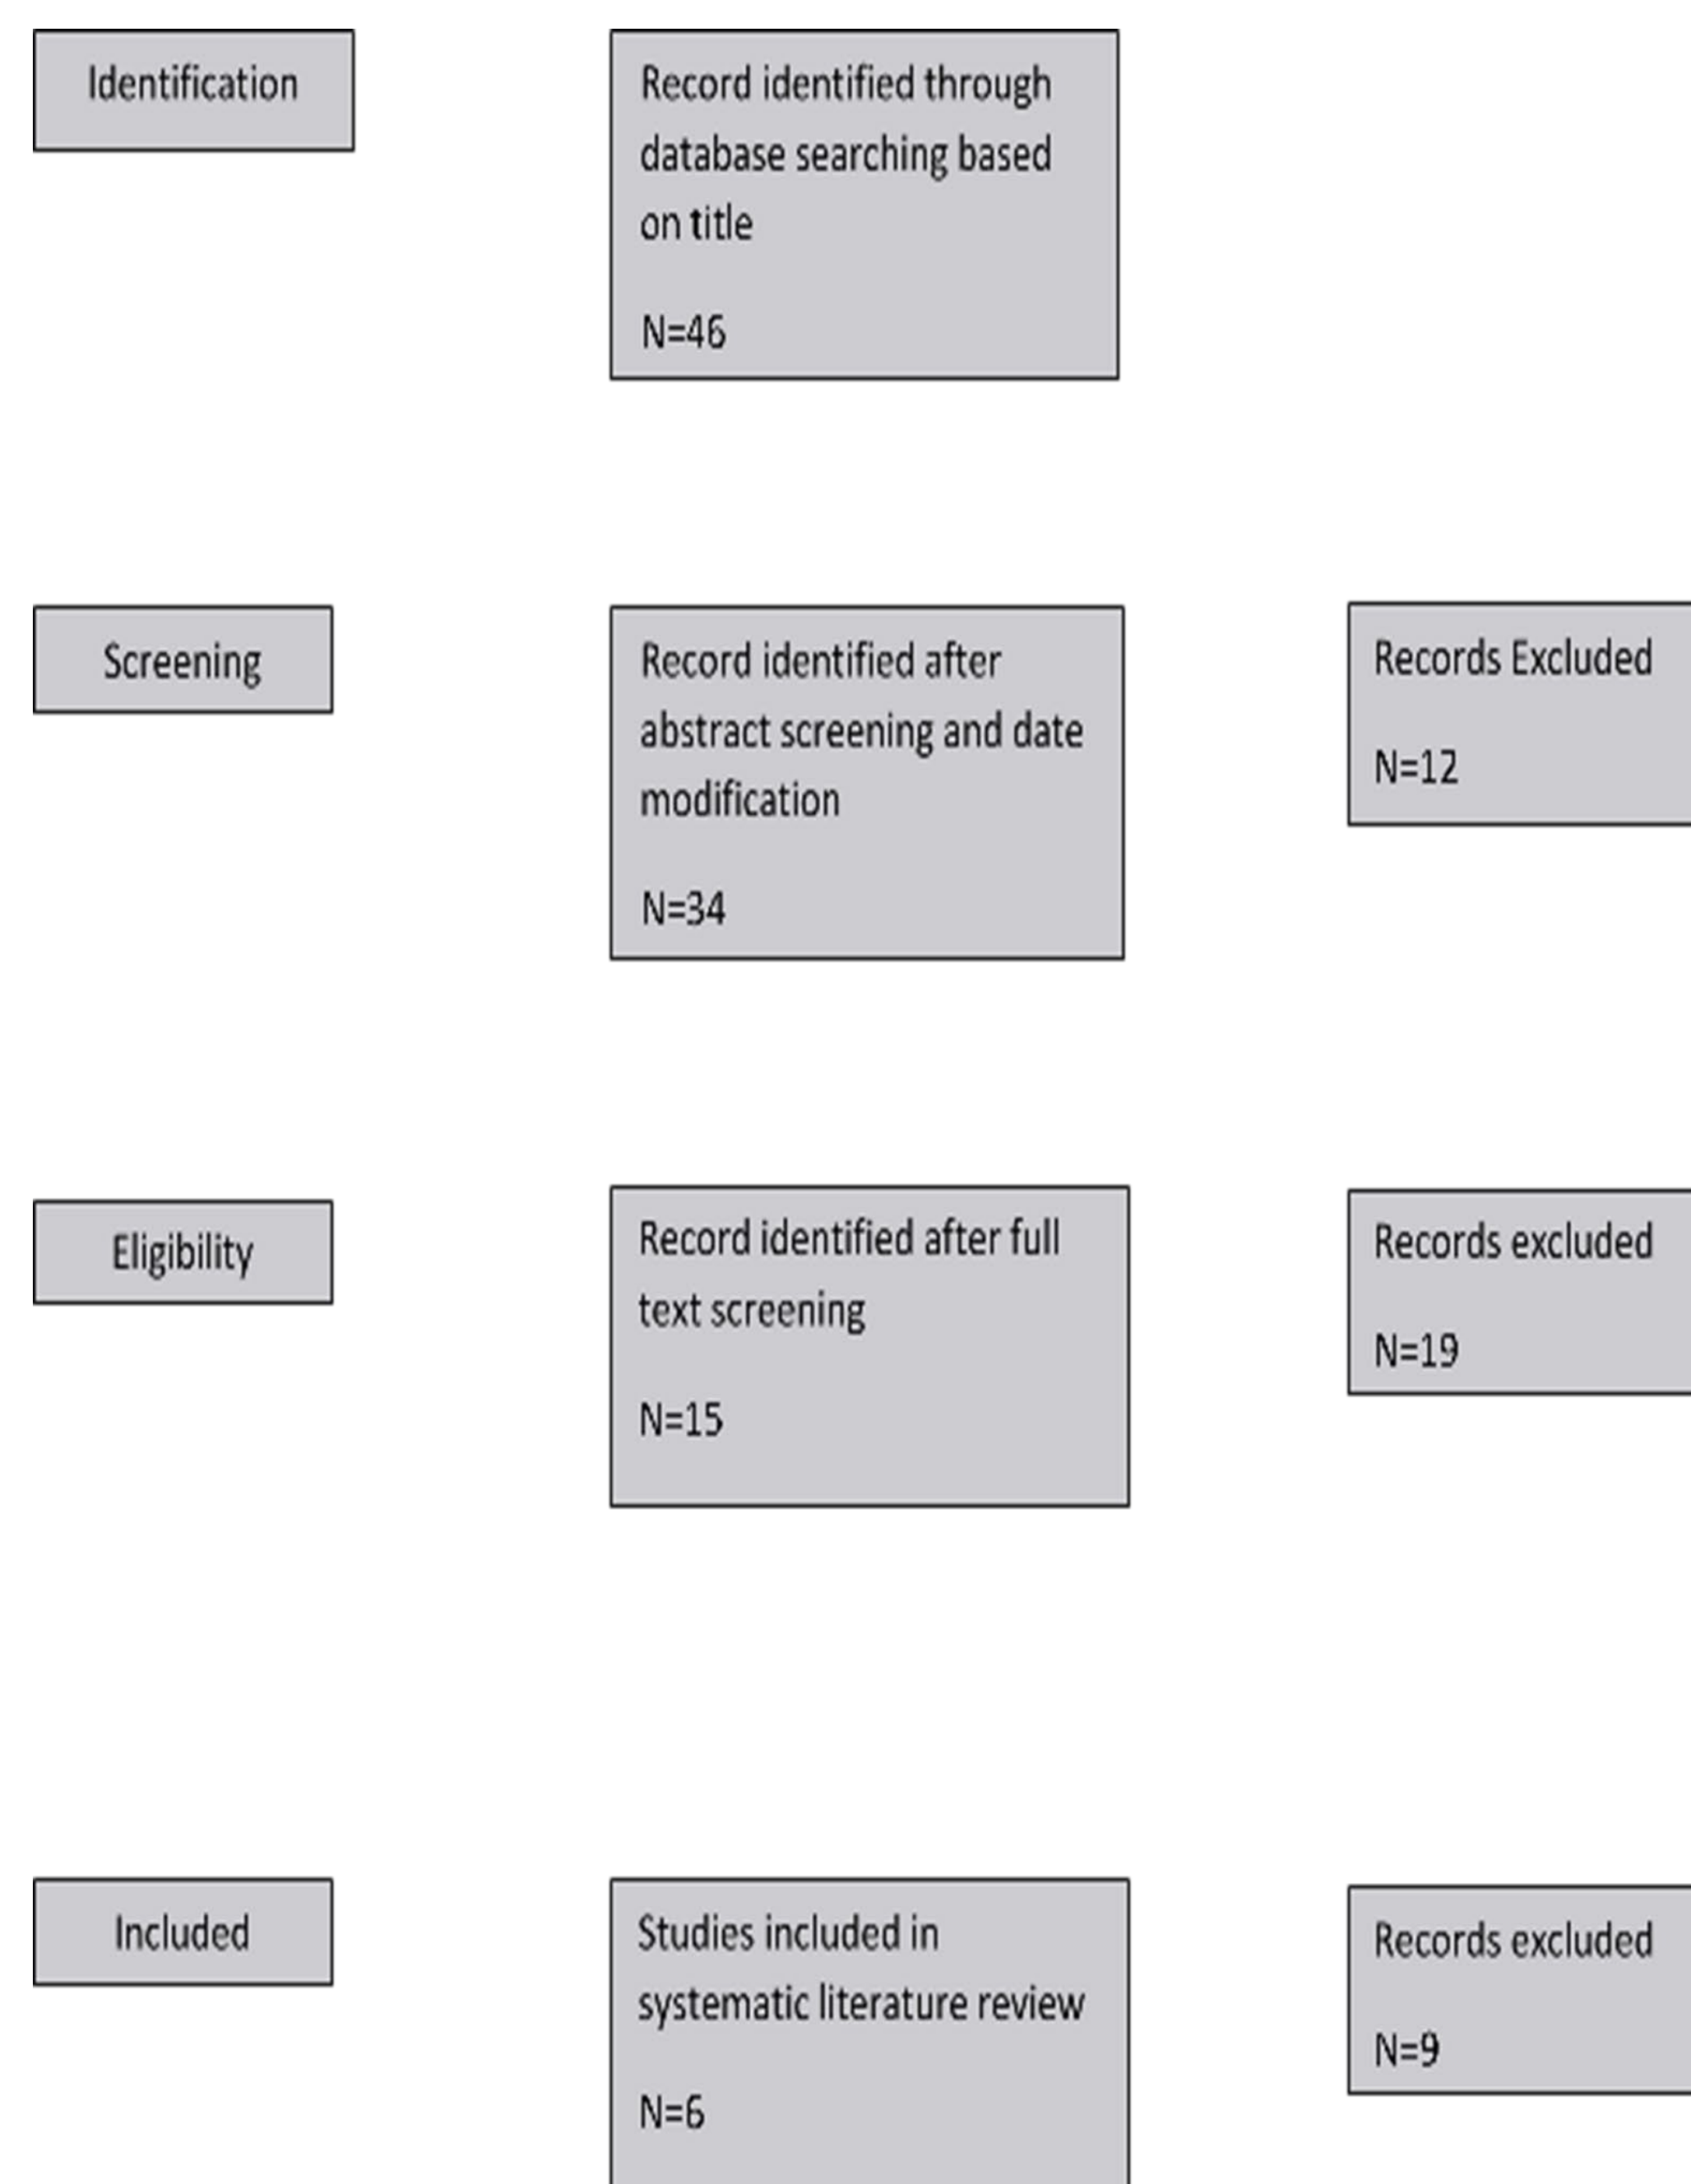 Identification
Record identified through
database searching based
on title
N=46
Screening
Record identified after
abstract screening and date
modification
N=34
Records Excluded
N=12
Eligibility
Record identified after full
text screening
N=15
Records excluded
N=19
Included
Studies included in
systematic literature review
N=6
Records excluded
N=9